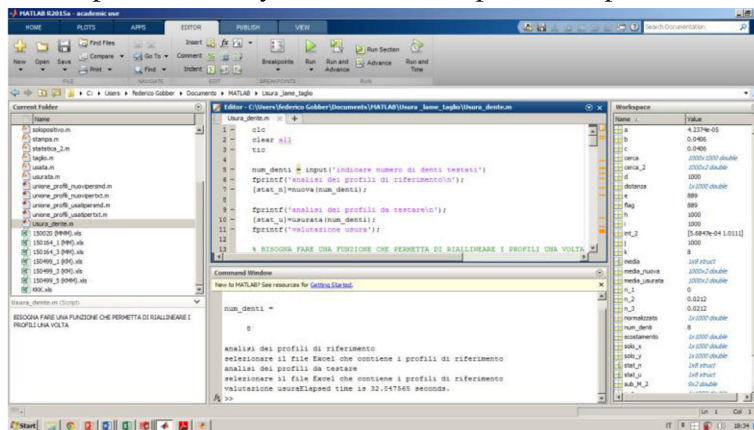 MATLAB R2015a - academic use
HOME PLOTS APPS EDITOR PUBLISH VIEW
Search Documentation
New Open Save Find Files Compare Print Go To Find Insert Comment Indent Breakpoints Run Run and Advance Run Section Advance Run and Time
FILE NAVIGATE EDIT BREAKPOINTS RUN
C: Users federico Gobber Documents MATLAB Usura_lame_taglio
Current Folder
Name
solopositivo.m
stampa.m
statistica_2.m
taglio.m
usata.m
usurata.m
unione_profili_nuovipersmd.m
unione_profili_nuovipertxt.m
unione_profili_usatipersmd.m
unione_profili_usatipertxt.m
Usura_dente.m
150020 (MMM).xls
150164_1 (MM).xls
150164_3 (MM).xls
150499_1 (KM).xls
150499_3 (KM).xls
150499_5 (KMM).xls
KKK.xls
Usura_dente.m (Script)
BISOGNA FARE UNA FUNZIONE CHE PERMETTA DI RIALLINEARE I
PROFILI UNA VOLTA
Editor - C:\Users\federico Gobber\Documents\MATLAB\Usura_lame_taglio\Usura_dente.m
Usura_dente.m
1 - clc
2 - clear all
3 - tic
4
5 - num_denti = input('indicare numero di denti testati')
6 - fprintf('analisi dei profili di riferimento\n');
7 - [stat_n]=nuova(num_denti);
8
9 - fprintf('analisi dei profili da testare\n');
10 - [stat_u]=usurata(num_denti);
11 - fprintf('valutazione usura');
12
13 % BISOGNA FARE UNA FUNZIONE CHE PERMETTA DI RIALLINEARE I PROFILI UNA VOLTA
Command Window
New to MATLAB? See resources for Getting Started.
num_denti =
8
analisi dei profili di riferimento
selezionare il file Excel che contiene i profili di riferimento
analisi dei profili da testare
selezionare il file Excel che contiene i profili di riferimento
valutazione usuraElapsed time is 32.047565 seconds.
fx >>
Workspace
Name Value
a 4.2374e-05
b 0.0406
c 0.0406
cerca 1000x1000 double
cerca_2 1000x2 double
d 1000
distanza 1x1000 double
e 889
flag 889
h 1000
i 1000
int_2 [5.6847e-04 1.0111]
j 1000
k 8
media 1x8 struct
media_nuova 1000x2 double
media_usurata 1000x2 double
n_1 0
n_2 0.0212
n_3 0.0212
normalizzato 1x1000 double
num_denti 8
scostamento 1x1000 double
solo_x 1x1000 double
solo_y 1x1000 double
stat_n 1x8 struct
stat_u 1x8 struct
sub_M_2 9x2 double
Ln 1 Col 1
Start
IT 18:34